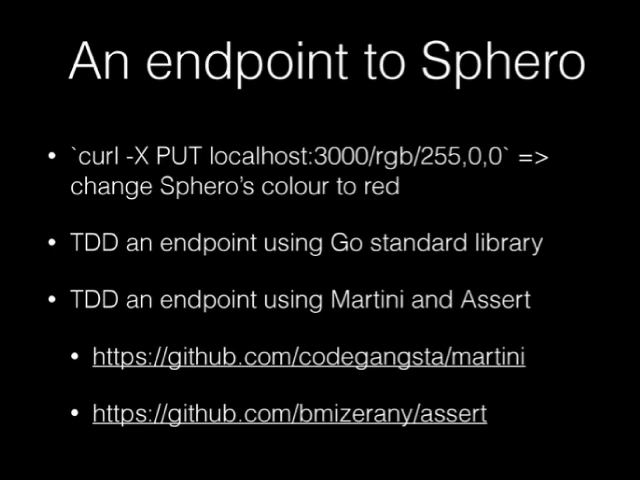 An endpoint to Sphero
• `curl -X PUT localhost:3000/rgb/255,0,0` =>
change Sphero’s colour to red
• TDD an endpoint using Go standard library
• TDD an endpoint using Martini and Assert
• https://github.com/codegangsta/martini
• https://github.com/bmizerany/assert